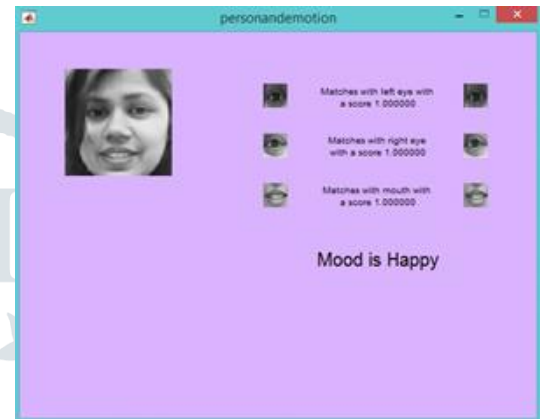 personandemotion
Matches with left eye with
a score 1.000000
Matches with right eye
with a score 1.000000
Matches with mouth with
a score 1.000000
Mood is Happy